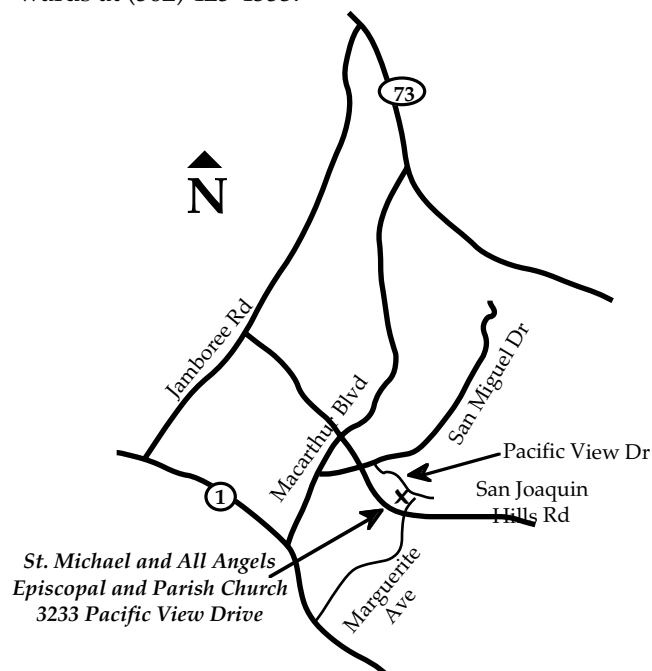 73
N
Jamboree Rd
Macarthur Blvd
San Miguel Dr
Pacific View Dr
San Joaquin
Hills Rd
1
St. Michael and All Angels
Episcopal and Parish Church
3233 Pacific View Drive
Marguerite
Ave